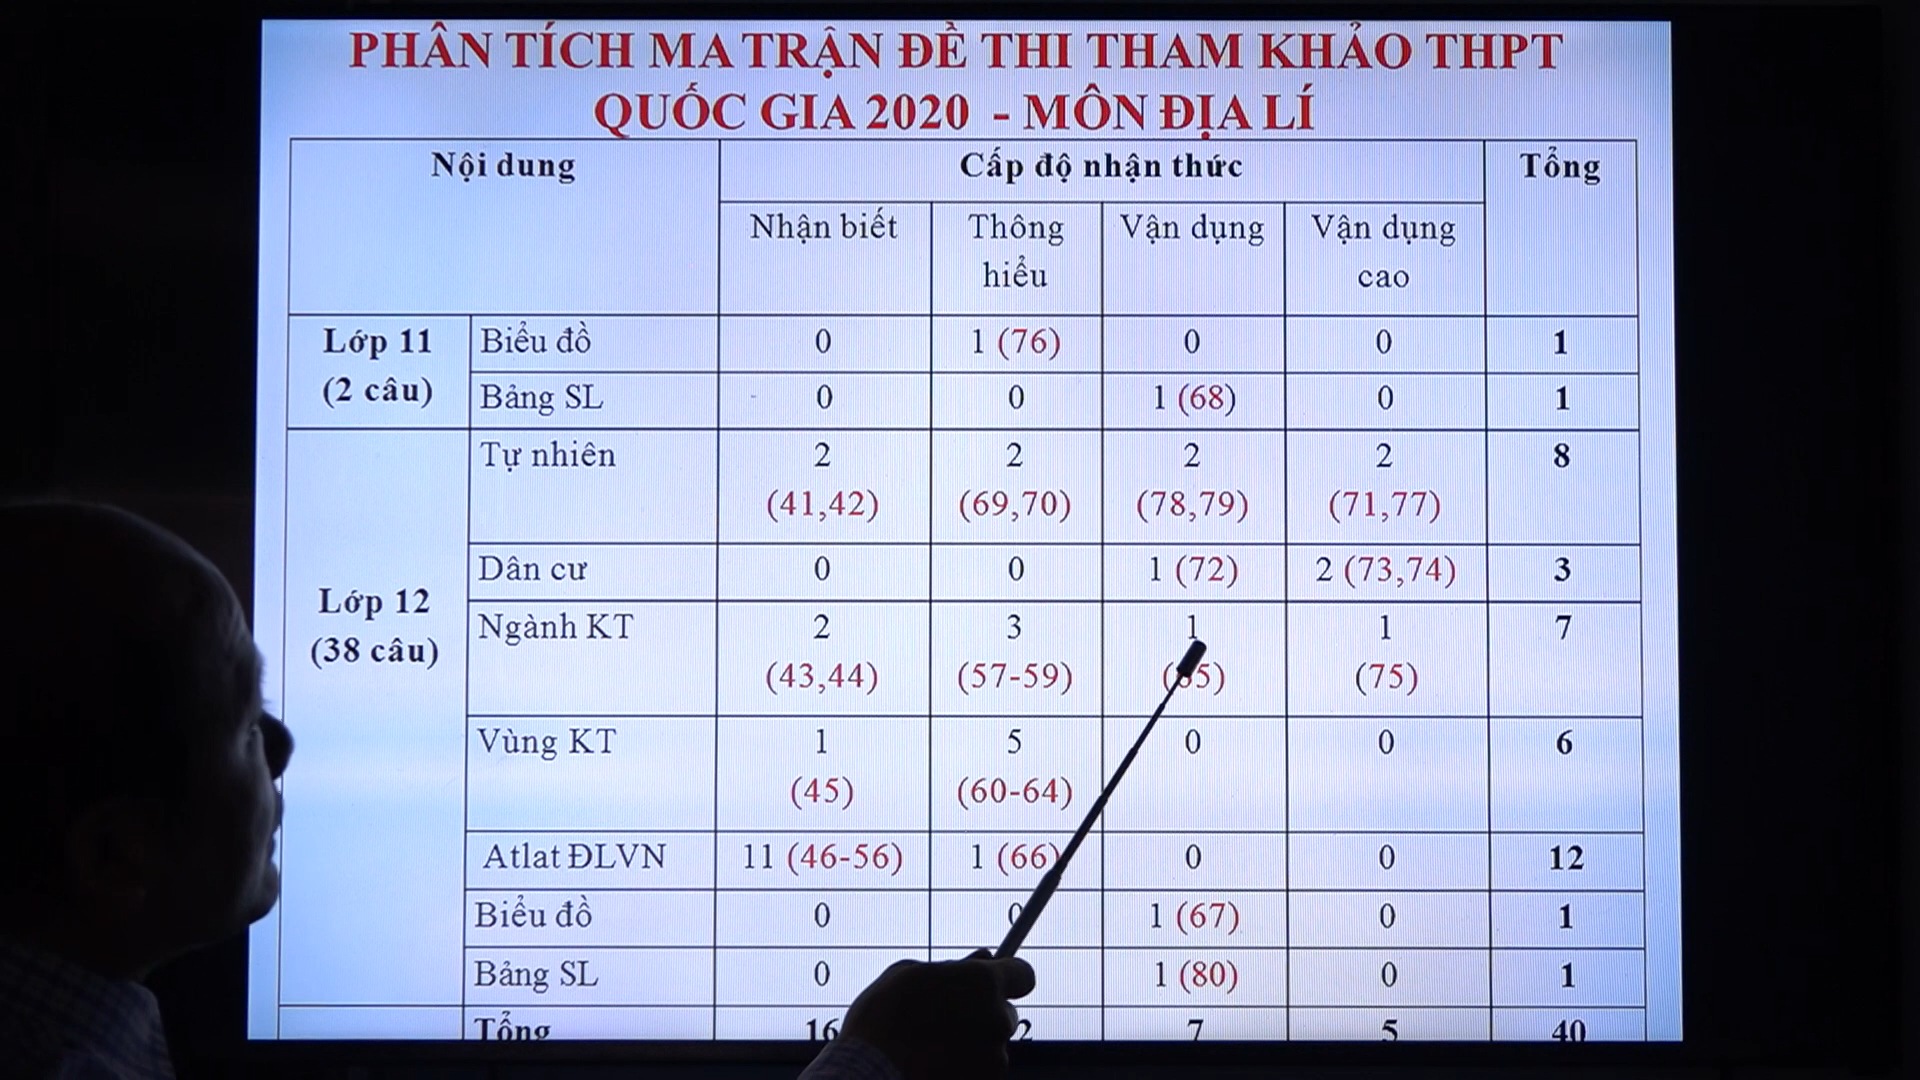 PHÂN TÍCH MA TRẬN ĐỀ THI THAM KHẢO THPT
QUỐC GIA 2020 - MÔN ĐỊA LÍ
Nội dung Cấp độ nhận thức Tổng
Nhận biết Thông hiểu Vận dụng Vận dụng cao
Lớp 11 (2 câu) Biểu đồ 0 1 (76) 0 0 1
Bảng SL 0 0 1 (68) 0 1
Lớp 12 (38 câu) Tự nhiên 2 2 2 2 8
(41,42) (69,70) (78,79) (71,77)
Dân cư 0 0 1 (72) 2 (73,74) 3
Ngành KT 2 3 1 1 7
(43,44) (57-59) (75)
Vùng KT 1 5 0 0 6
(45) (60-64)
Atlat ĐLVN 11 (46-56) 1 (66) 0 0 12
Biểu đồ 0 0 1 (67) 0 1
Bảng SL 0 1 (80) 0 1
Tổng 16 7 5 40